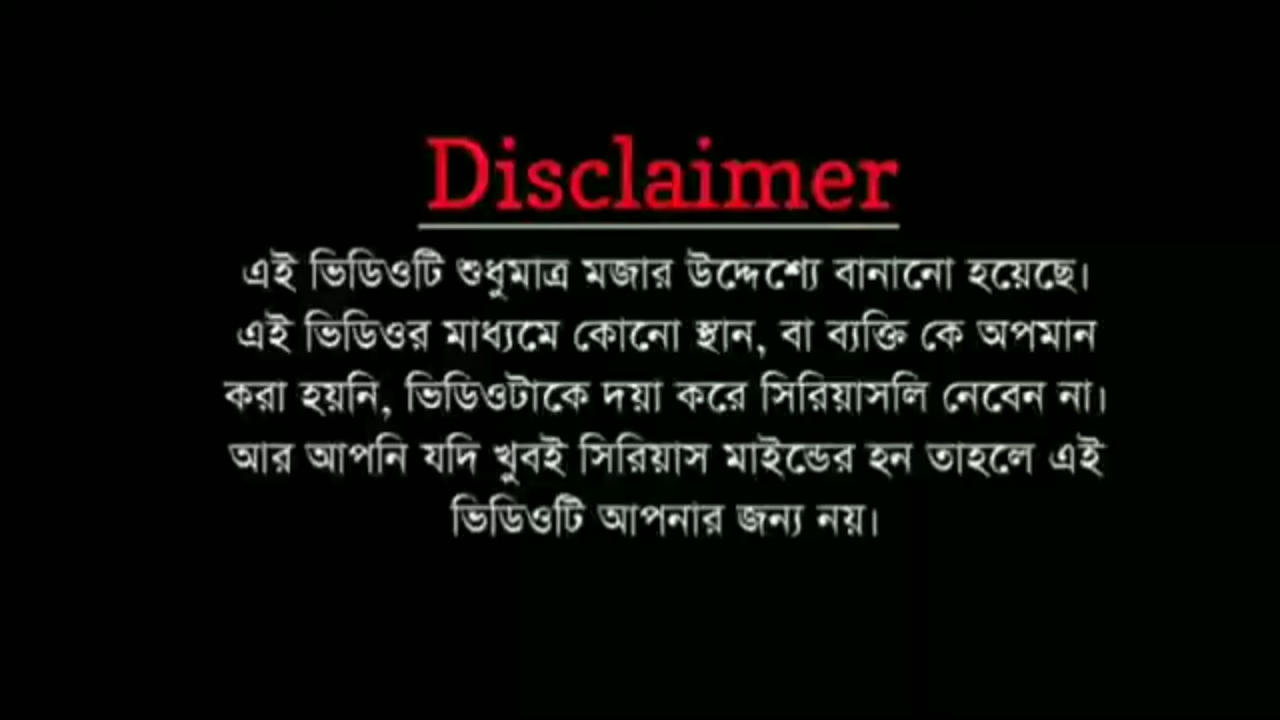 Disclaimer
এই ভিডিওটি শুধুমাত্র মজার উদ্দেশ্যে বানানো হয়েছে।
এই ভিডিওর মাধ্যমে কোনো স্থান, বা ব্যক্তি কে অপমান
করা হয়নি, ভিডিওটাকে দয়া করে সিরিয়াসলি নেবেন না।
আর আপনি যদি খুবই সিরিয়াস মাইন্ডের হন তাহলে এই
ভিডিওটি আপনার জন্য নয়।